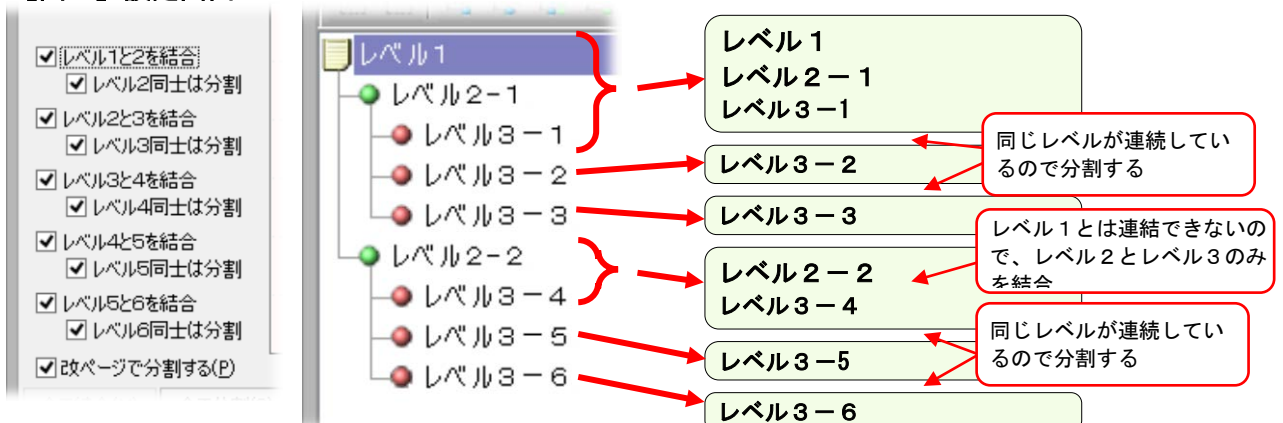 レベル1と2を結合
レベル2同士は分割
レベル2と3を結合
レベル3同士は分割
レベル3と4を結合
レベル4同士は分割
レベル4と5を結合
レベル5同士は分割
レベル5と6を結合
レベル6同士は分割
改ページで分割する(P)
レベル1
レベル2-1
レベル3－1
レベル3－2
レベル3－3
レベル2-2
レベル3－4
レベル3－5
レベル3－6
レベル１
レベル２－１
レベル３－1
レベル３－２
レベル３－３
レベル２－２
レベル３－４
レベル３－5
レベル３－６
同じレベルが連続してい
るので分割する
レベル１とは連結できないの
で、レベル２とレベル３のみ
を結合
同じレベルが連続してい
るので分割する